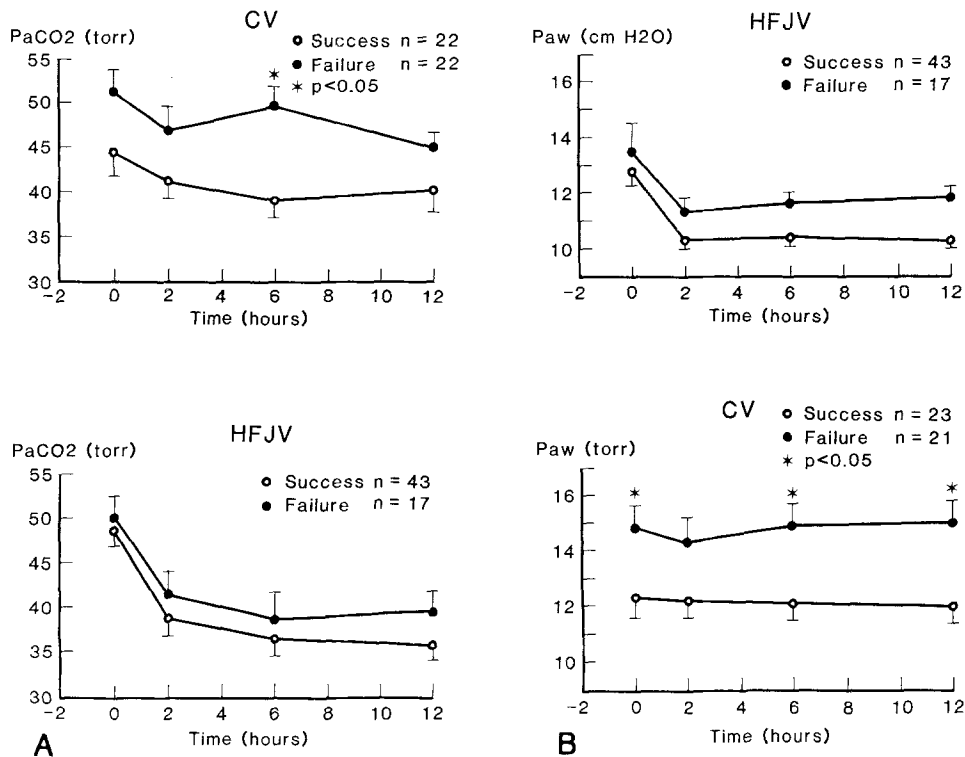 CV
PaCO2 (torr)
Success n = 22
Failure n = 22
* p<0.05
55
50
45
40
35
30
-2 0 2 4 6 8 10 12
Time (hours)
HFJV
PaCO2 (torr)
Success n = 43
Failure n = 17
55
50
45
40
35
30
-2 0 2 4 6 8 10 12
Time (hours)
A
HFJV
Paw (cm H2O)
Success n = 43
Failure n = 17
16
14
12
10
-2 0 2 4 6 8 10 12
Time (hours)
CV
Paw (torr)
Success n = 23
Failure n = 21
* p<0.05
16
14
12
10
-2 0 2 4 6 8 10 12
Time (hours)
B